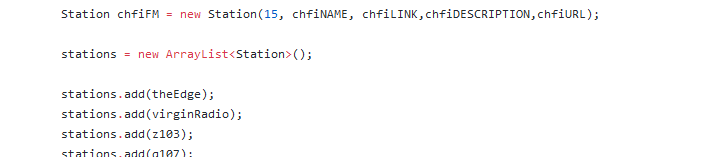 Station chfiFM = new Station(15, chfiNAME, chfiLINK,chfiDESCRIPTION,chfiURL);
stations = new ArrayList<Station>();
stations.add(theEdge);
stations.add(virginRadio);
stations.add(z103);
stations.add(q107);